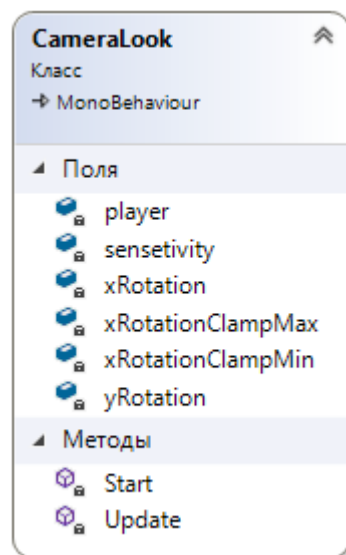 CameraLook
Класс
MonoBehaviour
Поля
player
sensetivity
xRotation
xRotationClampMax
xRotationClampMin
yRotation
Методы
Start
Update